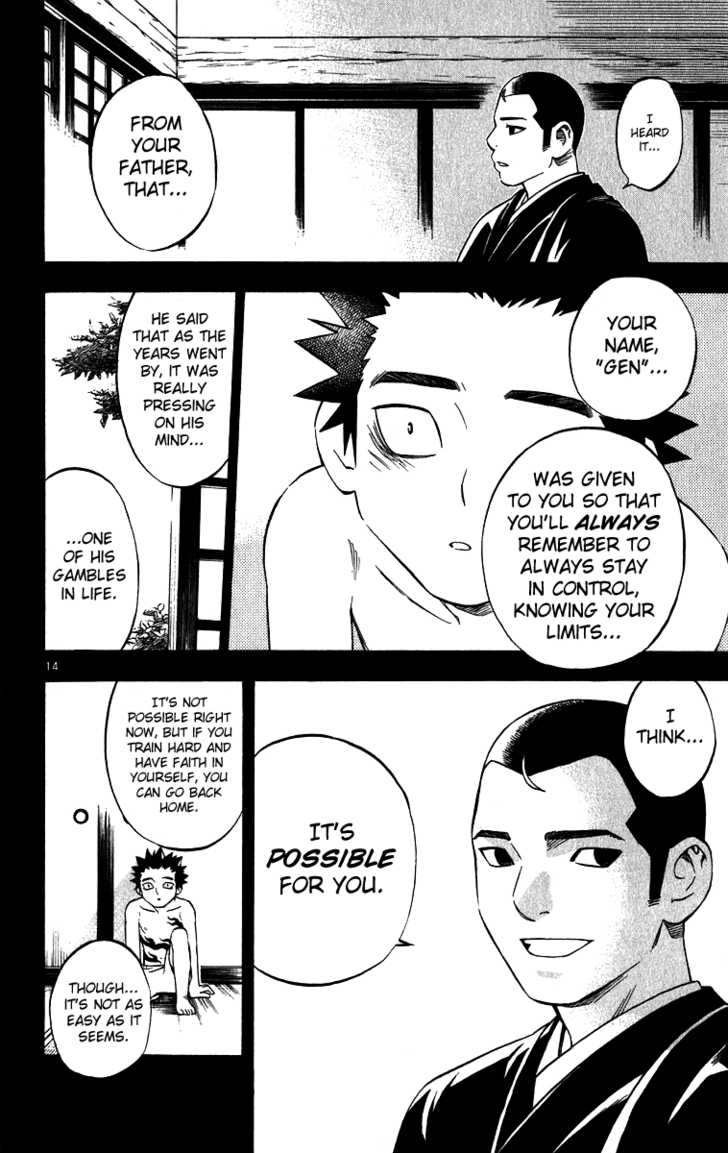 I
HEARD
IT...
FROM
YOUR
FATHER,
THAT...
YOUR
NAME,
"GEN"...
WAS GIVEN
TO YOU SO THAT
YOU'LL ALWAYS
REMEMBER TO
ALWAYS STAY
IN CONTROL,
KNOWING YOUR
LIMITS...
HE SAID
THAT AS THE
YEARS WENT
BY, IT WAS
REALLY
PRESSING
ON HIS
MIND...
...ONE
OF HIS
GAMBLES
IN LIFE.
14
I
THINK...
IT'S
POSSIBLE
FOR YOU.
IT'S NOT
POSSIBLE RIGHT
NOW, BUT IF YOU
TRAIN HARD AND
HAVE FAITH IN
YOURSELF, YOU
CAN GO BACK
HOME.
THOUGH...
IT'S NOT AS
EASY AS IT
SEEMS.